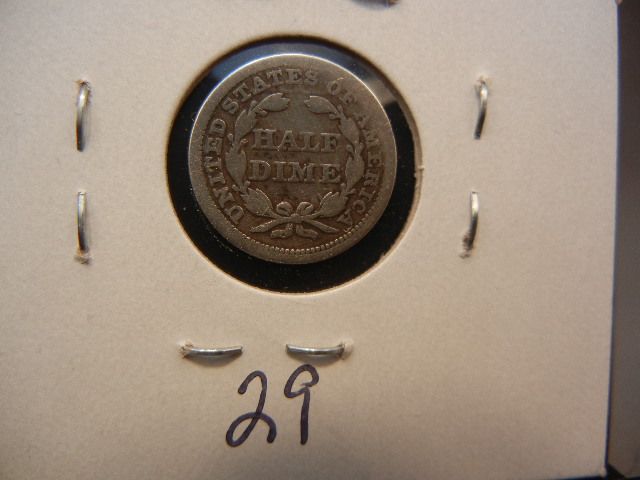 UNITED STATES OF AMERICA
HALF
DIME
29